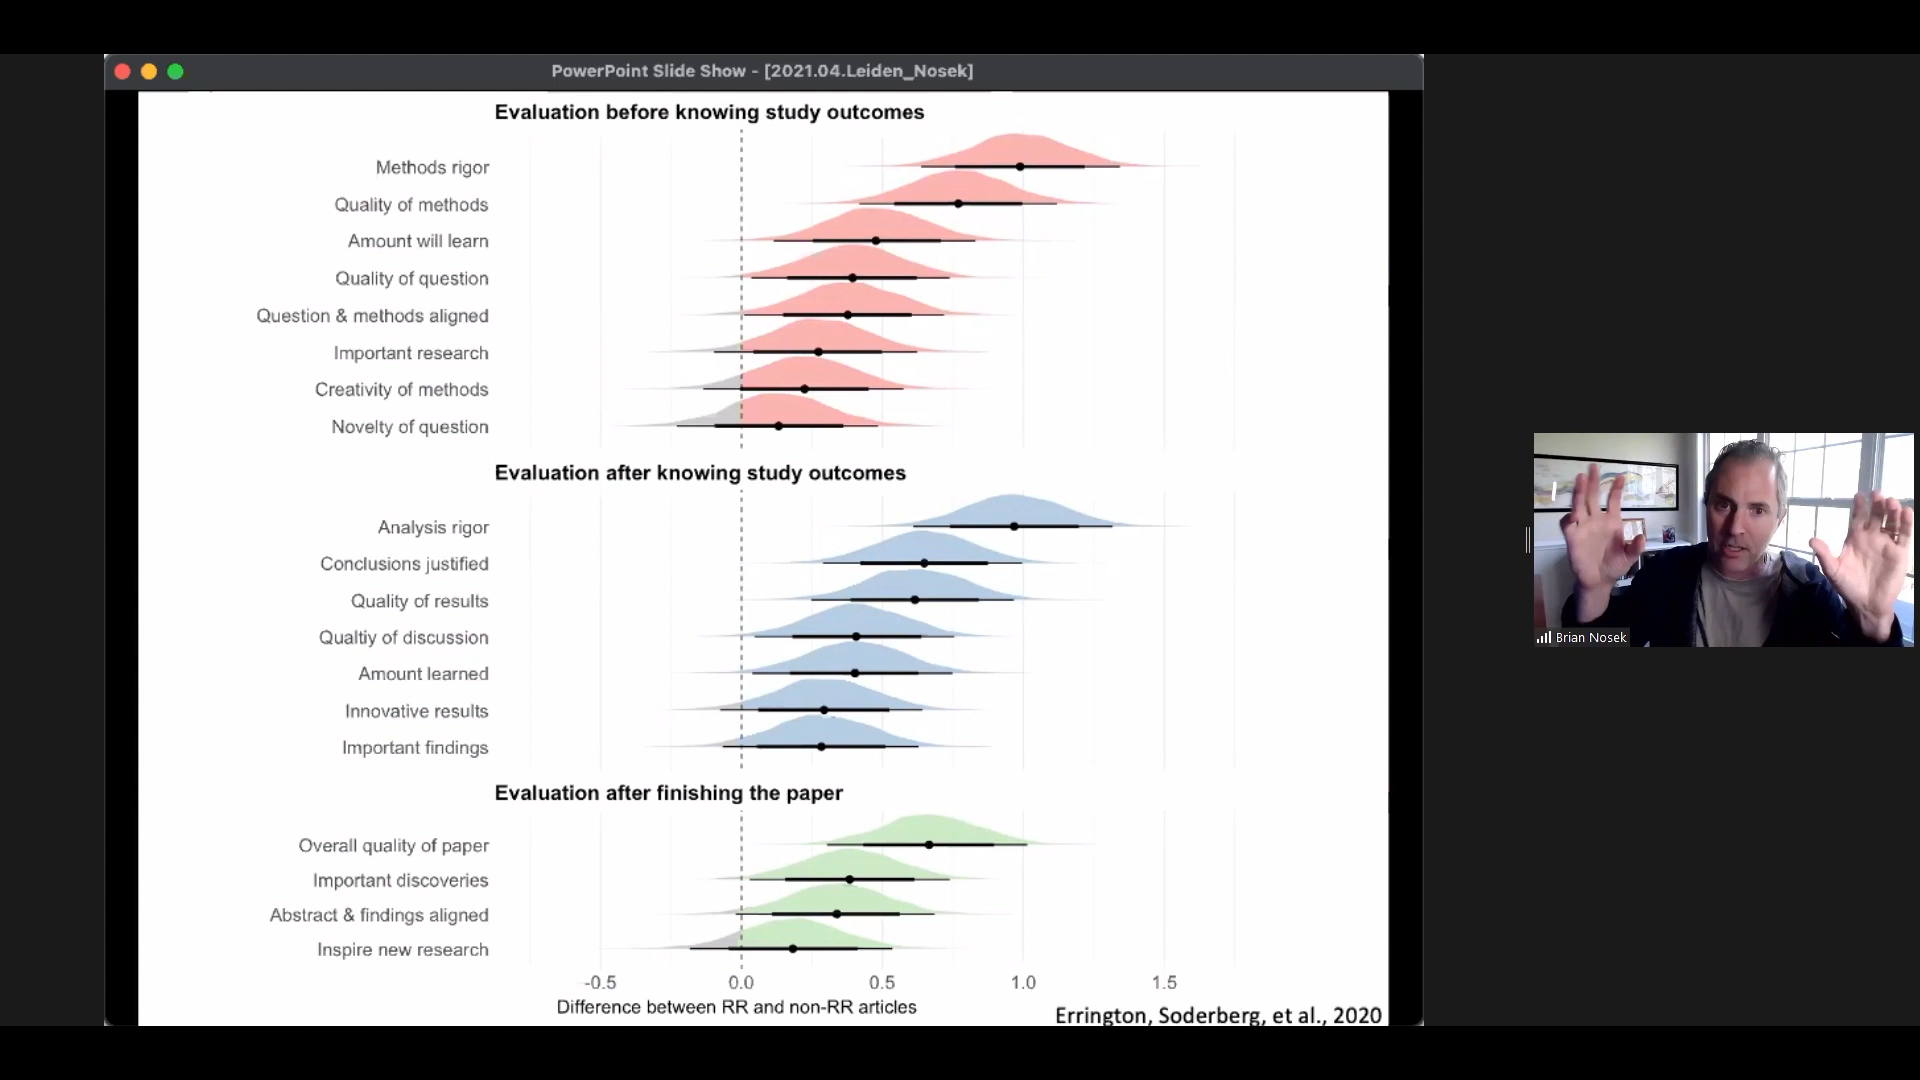 PowerPoint Slide Show - [2021.04.Leiden_Nosek]
Evaluation before knowing study outcomes
Methods rigor
Quality of methods
Amount will learn
Quality of question
Question & methods aligned
Important research
Creativity of methods
Novelty of question
Evaluation after knowing study outcomes
Analysis rigor
Conclusions justified
Quality of results
Qualtiy of discussion
Amount learned
Innovative results
Important findings
Evaluation after finishing the paper
Overall quality of paper
Important discoveries
Abstract & findings aligned
Inspire new research
-0.5 0.0 0.5 1.0 1.5
Difference between RR and non-RR articles
Errington, Soderberg, et al., 2020
Brian Nosek